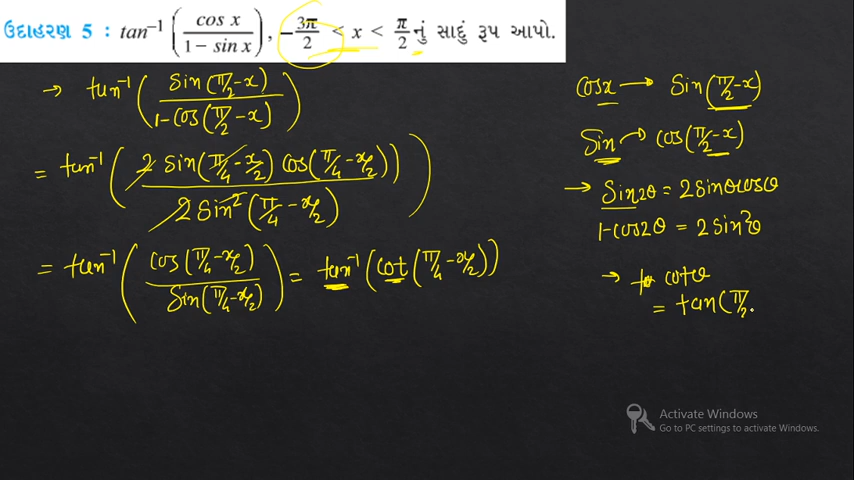 ઉદાહરણ 5 : tan⁻¹ (cos x / 1 − sin x), −3π/2 < x < π/2 નું સાદું રૂપ આપો.
→ tan⁻¹ (sin(π/2 − x) / 1 − cos(π/2 − x))
= tan⁻¹ (2 sin(π/4 − x/2) cos(π/4 − x/2)) / 2 sin² (π/4 − x/2))
= tan⁻¹ (cos(π/4 − x/2) / sin(π/4 − x/2)) = tan⁻¹ (cot (π/4 − x/2))
cosx → sin(π/2 − x)
sin → cos(π/2 − x)
→ sin2θ = 2sinθcosθ
1−cos2θ = 2sin²θ
→ cotθ
= tan(π/2
Activate Windows
Go to PC settings to activate Windows.